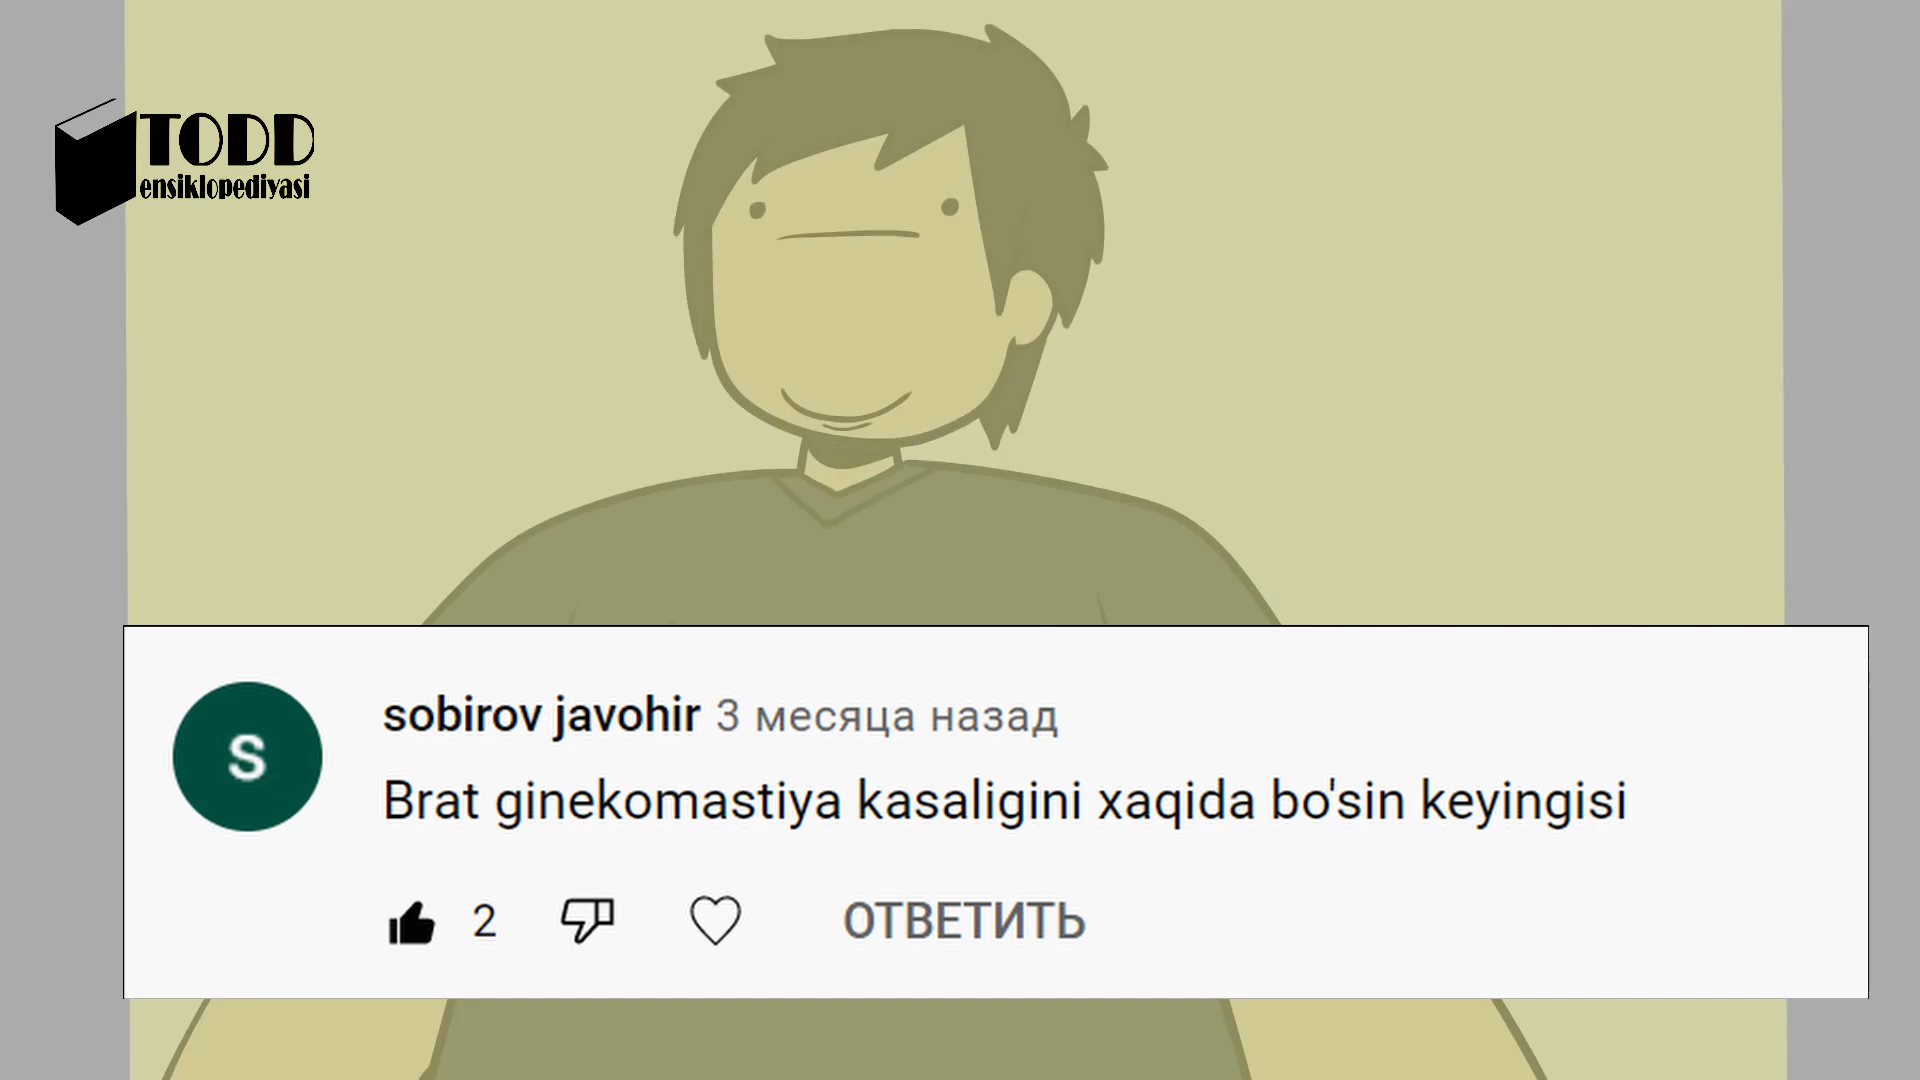 TODD
ensiklopediyasi
sobirov javohir 3 месяца назад
S
Brat ginekomastiya kasaligini xaqida bo'sin keyingisi
2
ОТВЕТИТЬ